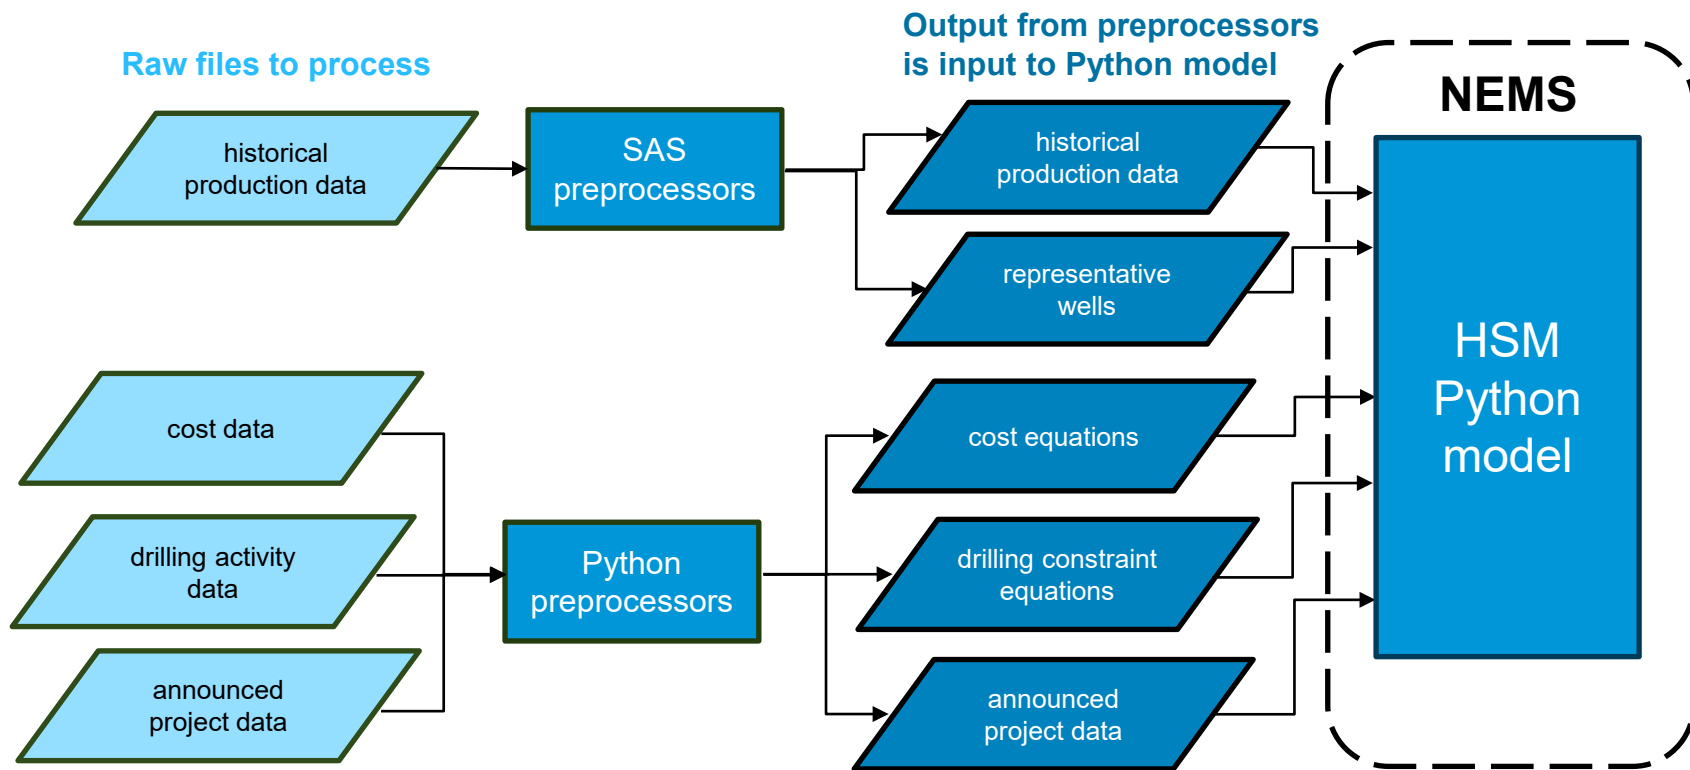 Raw files to process
Output from preprocessors
is input to Python model
NEMS
historical
production data
SAS
preprocessors
historical
production data
representative
wells
HSM
Python
model
cost data
drilling activity
data
announced
project data
Python
preprocessors
cost equations
drilling constraint
equations
announced
project data